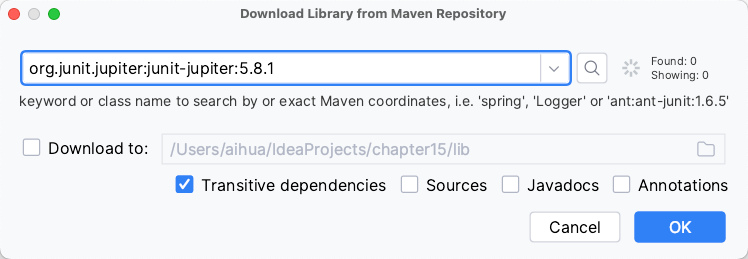 Download Library from Maven Repository
org.junit.jupiter:junit-jupiter:5.8.1
Found: 0
Showing: 0
keyword or class name to search by or exact Maven coordinates, i.e. 'spring', 'Logger' or 'ant:ant-junit:1.6.5'
Download to: /Users/aihua/IdeaProjects/chapter15/lib
Transitive dependencies Sources Javadocs Annotations
Cancel OK